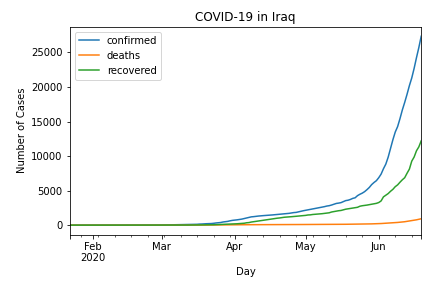 COVID-19 in Iraq
confirmed
deaths
recovered
Number of Cases
25000
20000
15000
10000
5000
0
Feb Mar Apr May Jun
2020
Day